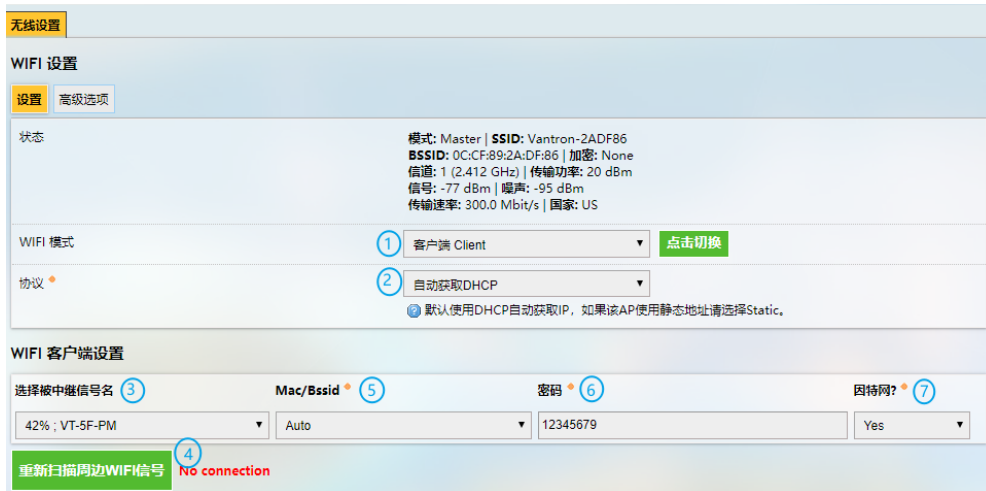 无线设置
WIFI 设置
设置 高级选项
状态
模式: Master | SSID: Vantron-2ADF86
BSSID: 0C:CF:89:2A:DF:86 | 加密: None
信道: 1 (2.412 GHz) | 传输功率: 20 dBm
信号: -77 dBm | 噪声: -95 dBm
传输速率: 300.0 Mbit/s | 国家: US
WIFI 模式 1 客户端 Client 点击切换
协议 2 自动获取DHCP
默认使用DHCP自动获取IP，如果该AP使用静态地址请选择Static。
WIFI 客户端设置
选择被中继信号名 3 Mac/Bssid 5 密码 6 因特网? 7
42% ; VT-5F-PM Auto 12345679 Yes
4
重新扫描周边WIFI信号 No connection